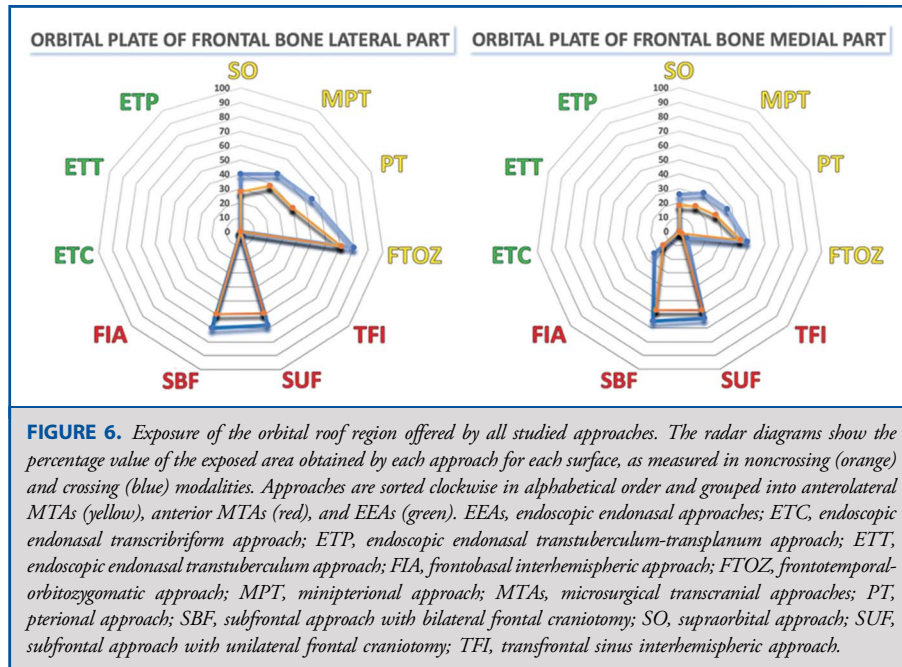 ORBITAL PLATE OF FRONTAL BONE LATERAL PART
SO
MPT
PT
FTOZ
TFI
SUF
SBF
FIA
ETC
ETT
ETP
100
90
80
70
60
50
40
30
20
10
0
ORBITAL PLATE OF FRONTAL BONE MEDIAL PART
SO
MPT
PT
FTOZ
TFI
SUF
SBF
FIA
ETC
ETT
ETP
100
90
80
70
60
50
40
30
20
10
0
FIGURE 6. Exposure of the orbital roof region offered by all studied approaches. The radar diagrams show the
percentage value of the exposed area obtained by each approach for each surface, as measured in noncrossing (orange)
and crossing (blue) modalities. Approaches are sorted clockwise in alphabetical order and grouped into anterolateral
MTAs (yellow), anterior MTAs (red), and EEAs (green). EEAs, endoscopic endonasal approaches; ETC, endoscopic
endonasal transcribriform approach; ETP, endoscopic endonasal transtuberculum-transplanum approach; ETT,
endoscopic endonasal transtuberculum approach; FIA, frontobasal interhemispheric approach; FTOZ, frontotemporal-
orbitozygomatic approach; MPT, minipterional approach; MTAs, microsurgical transcranial approaches; PT,
pterional approach; SBF, subfrontal approach with bilateral frontal craniotomy; SO, supraorbital approach; SUF,
subfrontal approach with unilateral frontal craniotomy; TFI, transfrontal sinus interhemispheric approach.